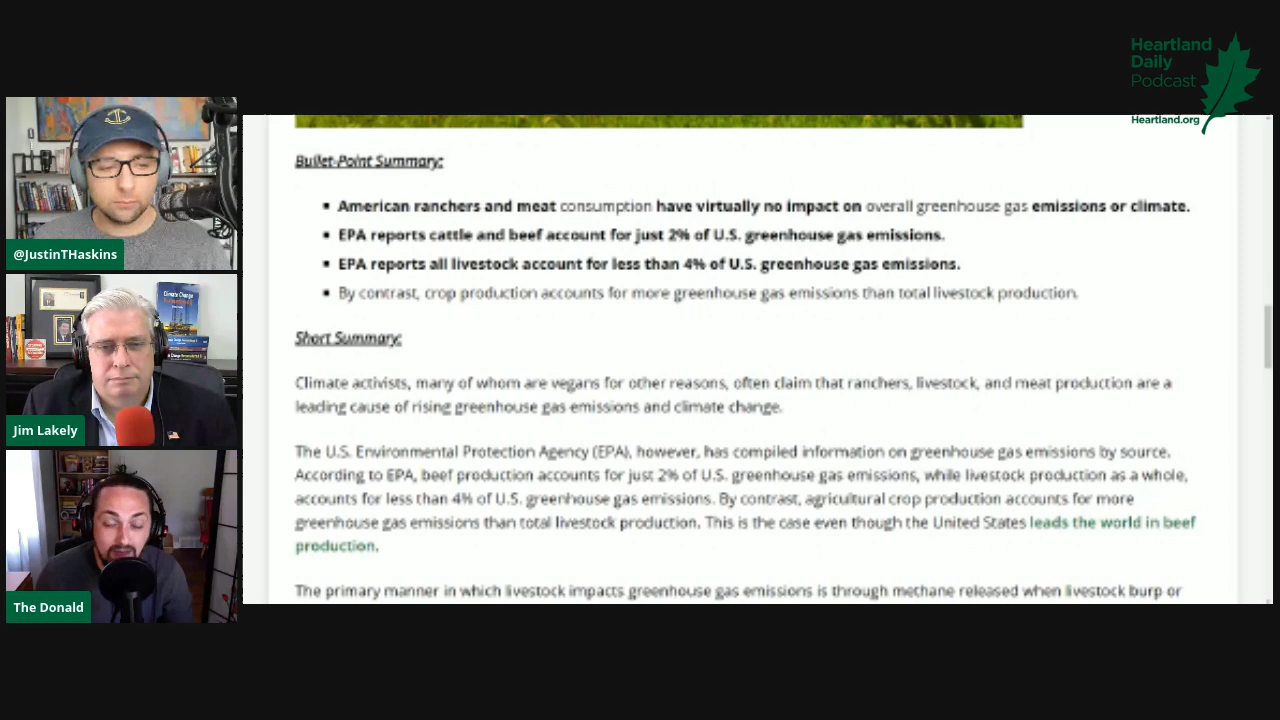 Heartland
Daily
Podcast
Heartland.org
@JustinTHaskins
Jim Lakely
The Donald
Bullet-Point Summary:
▪ American ranchers and meat consumption have virtually no impact on overall greenhouse gas emissions or climate.
▪ EPA reports cattle and beef account for just 2% of U.S. greenhouse gas emissions.
▪ EPA reports all livestock account for less than 4% of U.S. greenhouse gas emissions.
▪ By contrast, crop production accounts for more greenhouse gas emissions than total livestock production.
Short Summary:
Climate activists, many of whom are vegans for other reasons, often claim that ranchers, livestock, and meat production are a
leading cause of rising greenhouse gas emissions and climate change.
The U.S. Environmental Protection Agency (EPA), however, has compiled information on greenhouse gas emissions by source.
According to EPA, beef production accounts for just 2% of U.S. greenhouse gas emissions, while livestock production as a whole,
accounts for less than 4% of U.S. greenhouse gas emissions. By contrast, agricultural crop production accounts for more
greenhouse gas emissions than total livestock production. This is the case even though the United States leads the world in beef
production.
The primary manner in which livestock impacts greenhouse gas emissions is through methane released when livestock burp or
Climate Change